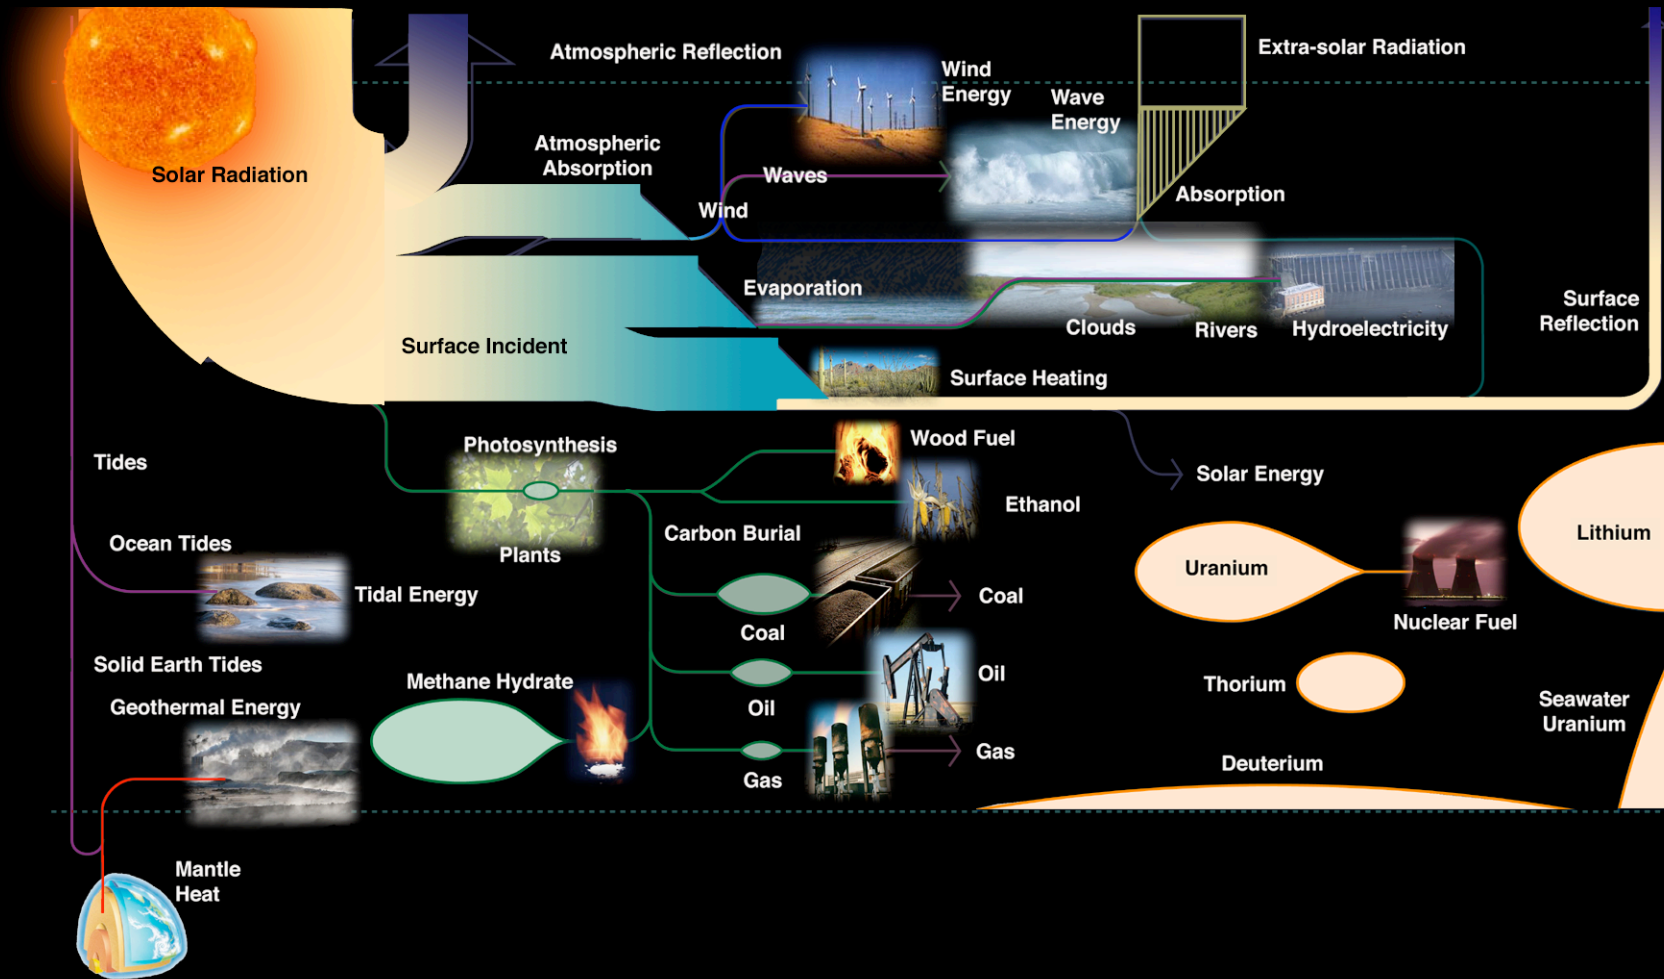 Atmospheric Reflection
Extra-solar Radiation
Wind
Energy
Wave
Energy
Atmospheric
Absorption
Solar Radiation
Waves
Absorption
Wind
Evaporation
Clouds
Rivers
Hydroelectricity
Surface
Reflection
Surface Incident
Surface Heating
Photosynthesis
Wood Fuel
Tides
Solar Energy
Ethanol
Carbon Burial
Lithium
Ocean Tides
Plants
Uranium
Tidal Energy
Coal
Coal
Nuclear Fuel
Solid Earth Tides
Methane Hydrate
Oil
Oil
Thorium
Geothermal Energy
Seawater
Uranium
Gas
Gas
Deuterium
Mantle
Heat